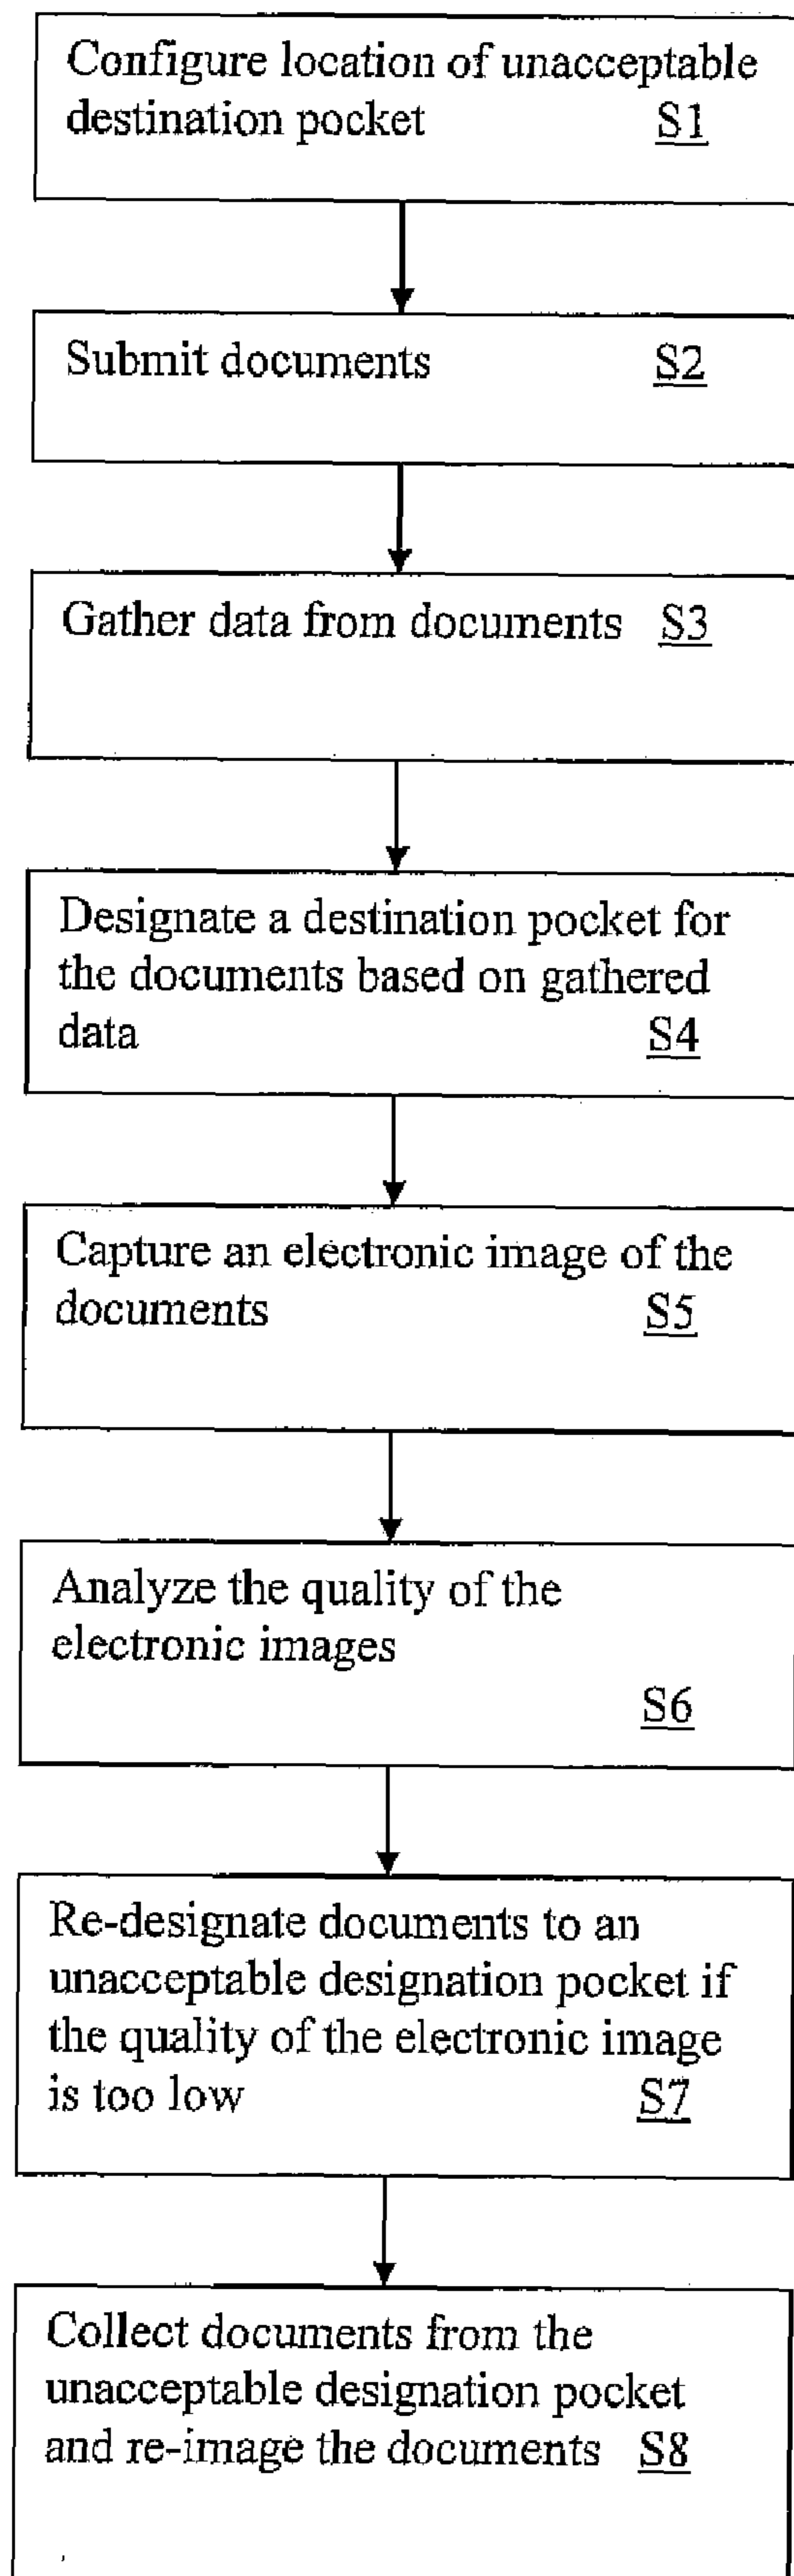 Configure location of unacceptable
destination pocket S1
Submit documents S2
Gather data from documents S3
Designate a destination pocket for
the documents based on gathered
data S4
Capture an electronic image of the
documents S5
Analyze the quality of the
electronic images
S6
Re-designate documents to an
unacceptable designation pocket if
the quality of the electronic image
is too low S7
Collect documents from the
unacceptable designation pocket
and re-image the documents S8